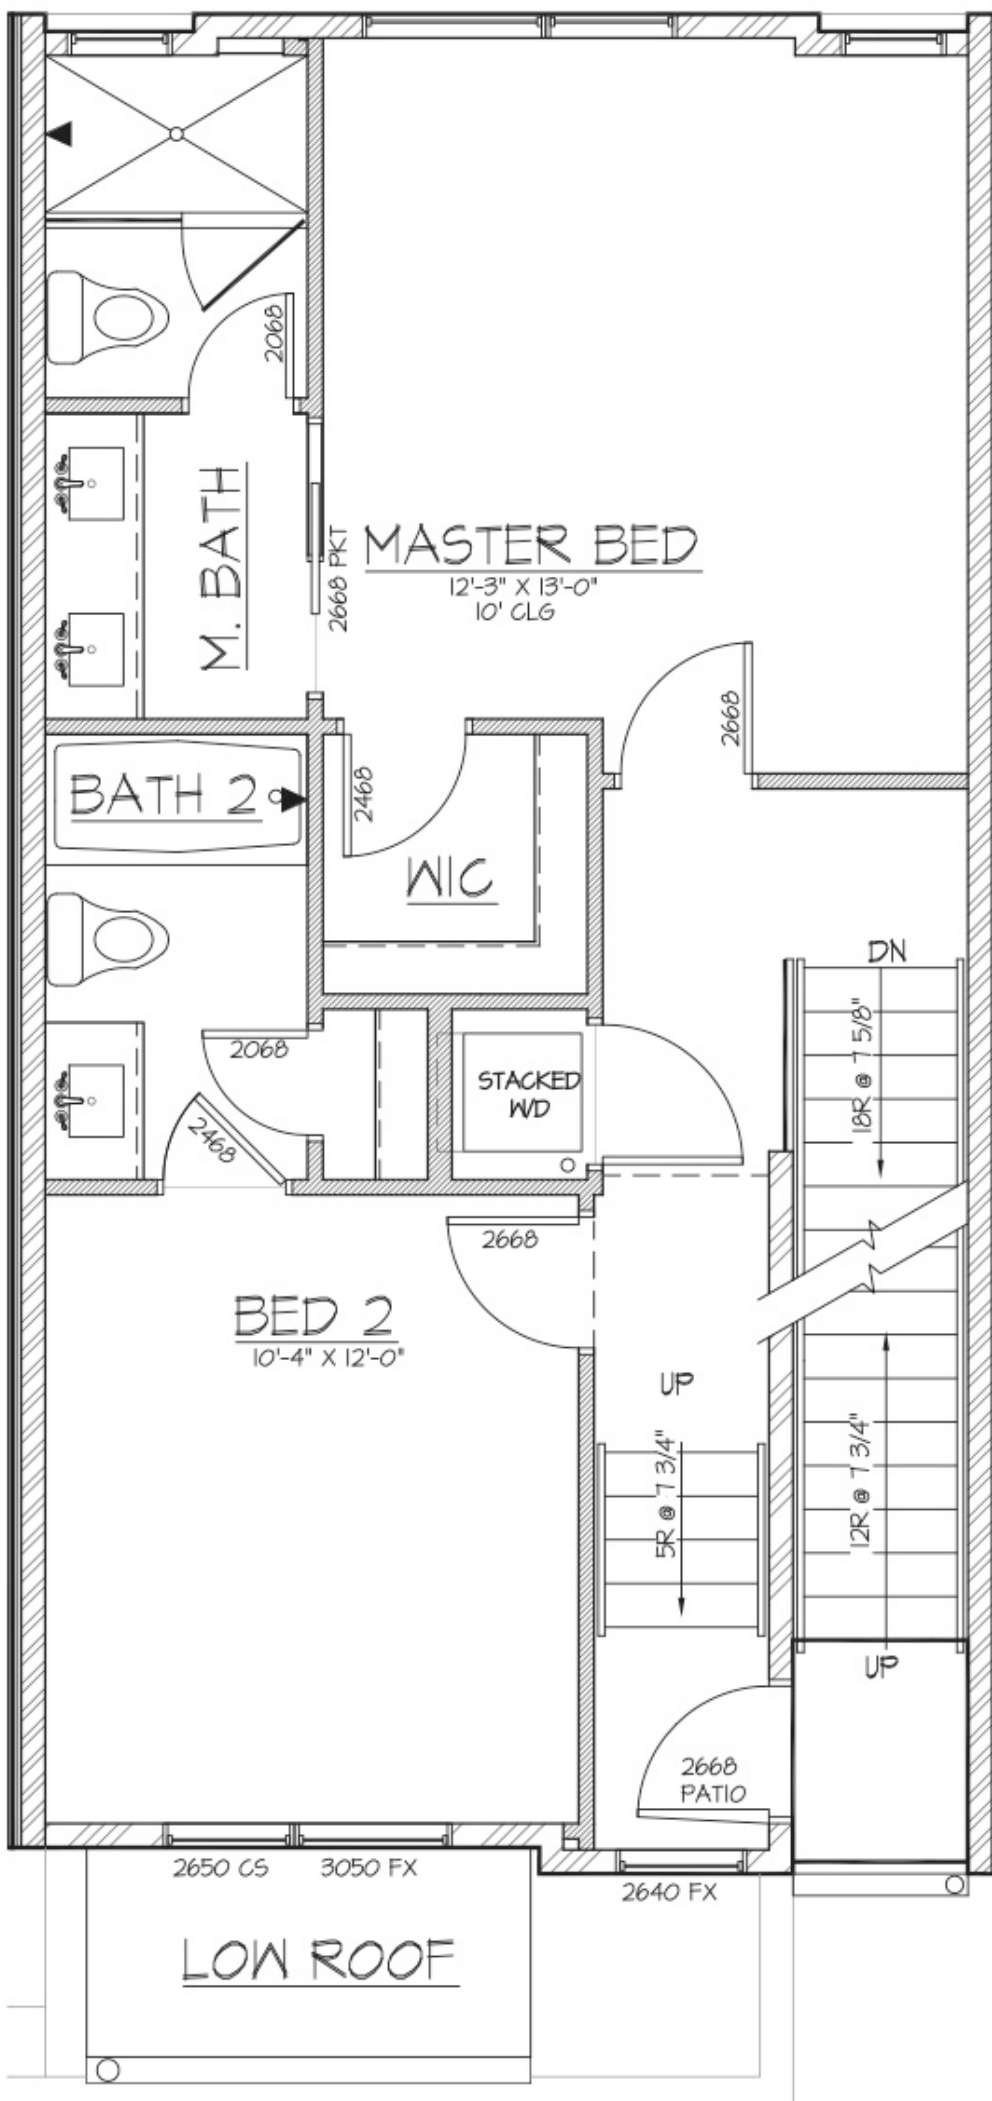 2068
M. BATH
2668 PKT
MASTER BED
12'-3" X 13'-0"
10' CLG
2668
BATH 2
2468
WIC
DN
18R @ 7 5/8"
2068
STACKED
W/D
2468
2668
BED 2
10'-4" X 12'-0"
UP
5R @ 7 3/4"
12R @ 7 3/4"
UP
2668
PATIO
2650 CS
3050 FX
2640 FX
LOW ROOF